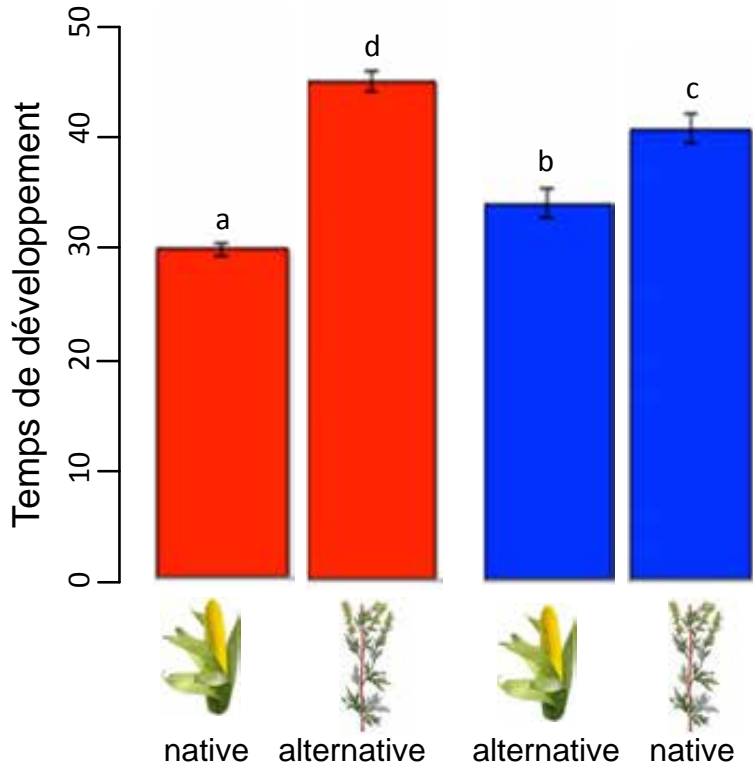 Temps de développement
50
40
30
20
10
0
a
d
b
c
native alternative alternative native